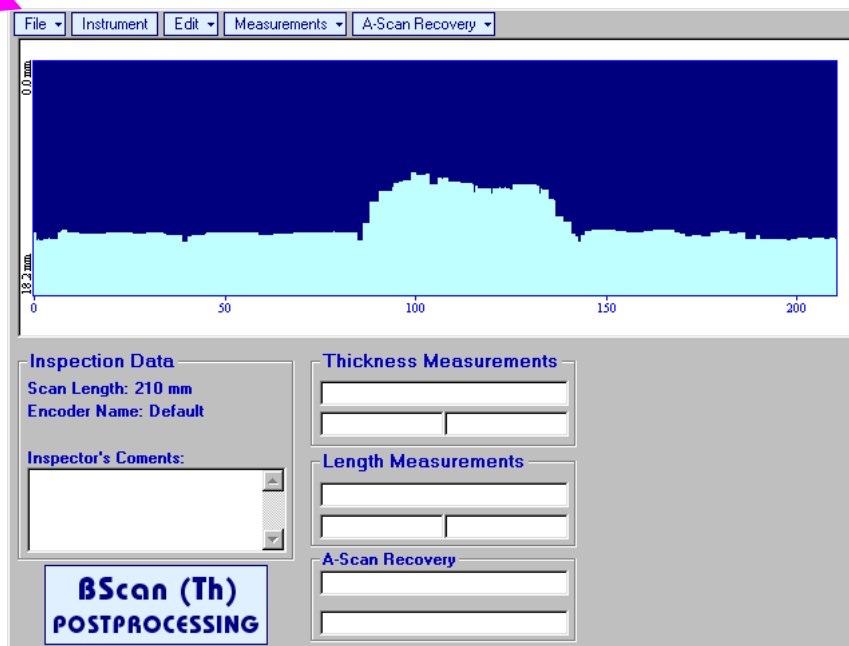 File Instrument Edit Measurements A-Scan Recovery
0.0 mm
18.2 mm
0 50 100 150 200
Inspection Data
Scan Length: 210 mm
Encoder Name: Default
Inspector's Coments:
Thickness Measurements
Length Measurements
A-Scan Recovery
BScan (Th)
POSTPROCESSING